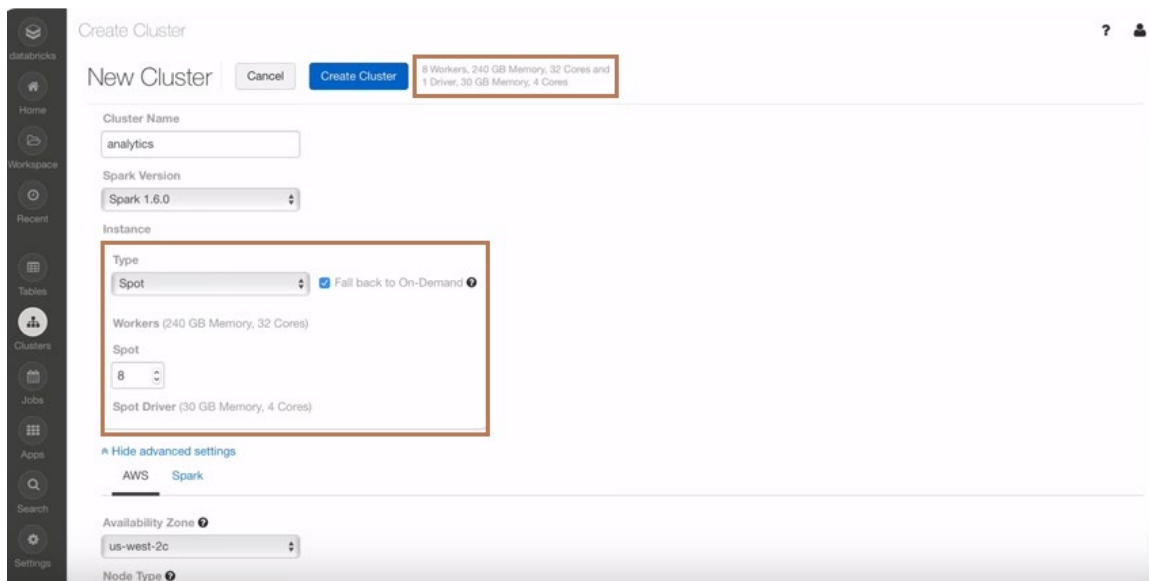 Create Cluster
?
databricks
Home
Workspace
Recent
Tables
Clusters
Jobs
Apps
Search
Settings
New Cluster Cancel Create Cluster
8 Workers, 240 GB Memory, 32 Cores and
1 Driver, 30 GB Memory, 4 Cores
Cluster Name
analytics
Spark Version
Spark 1.6.0
Instance
Type
Spot Fall back to On-Demand ?
Workers (240 GB Memory, 32 Cores)
Spot
8
Spot Driver (30 GB Memory, 4 Cores)
Hide advanced settings
AWS Spark
Availability Zone ?
us-west-2c
Node Type ?